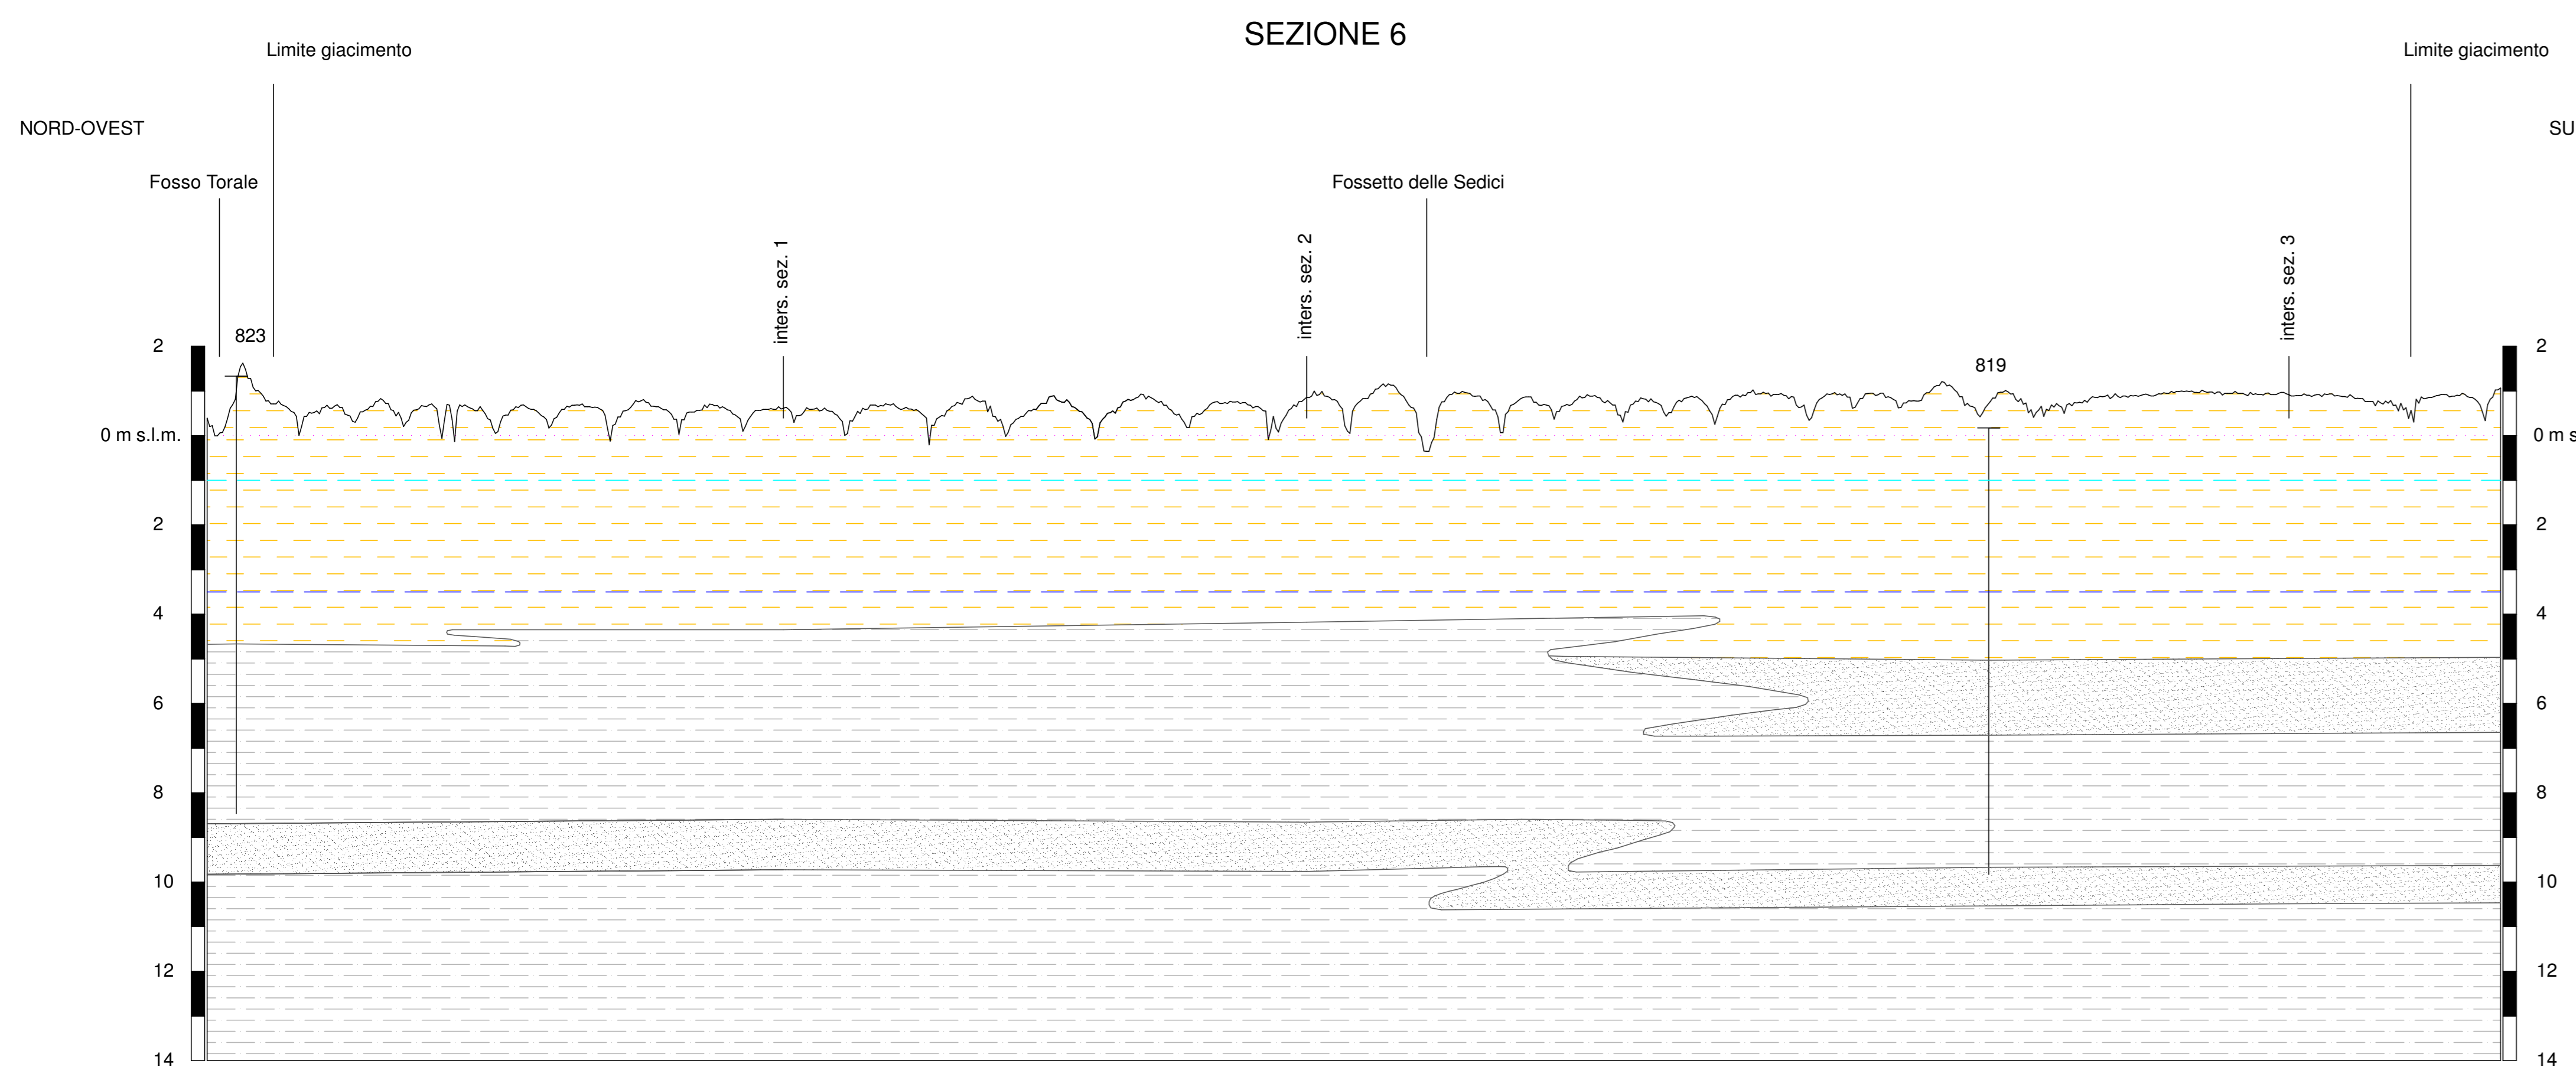 SEZIONE 6
Limite giacimento
Limite giacimento
NORD-OVEST
SU
Fosso Torale
Fossetto delle Sedici
inters. sez. 1
inters. sez. 2
inters. sez. 3
823
819
2
2
0 m s.l.m.
0 m s
2
2
4
4
6
6
8
8
10
10
12
12
14
14